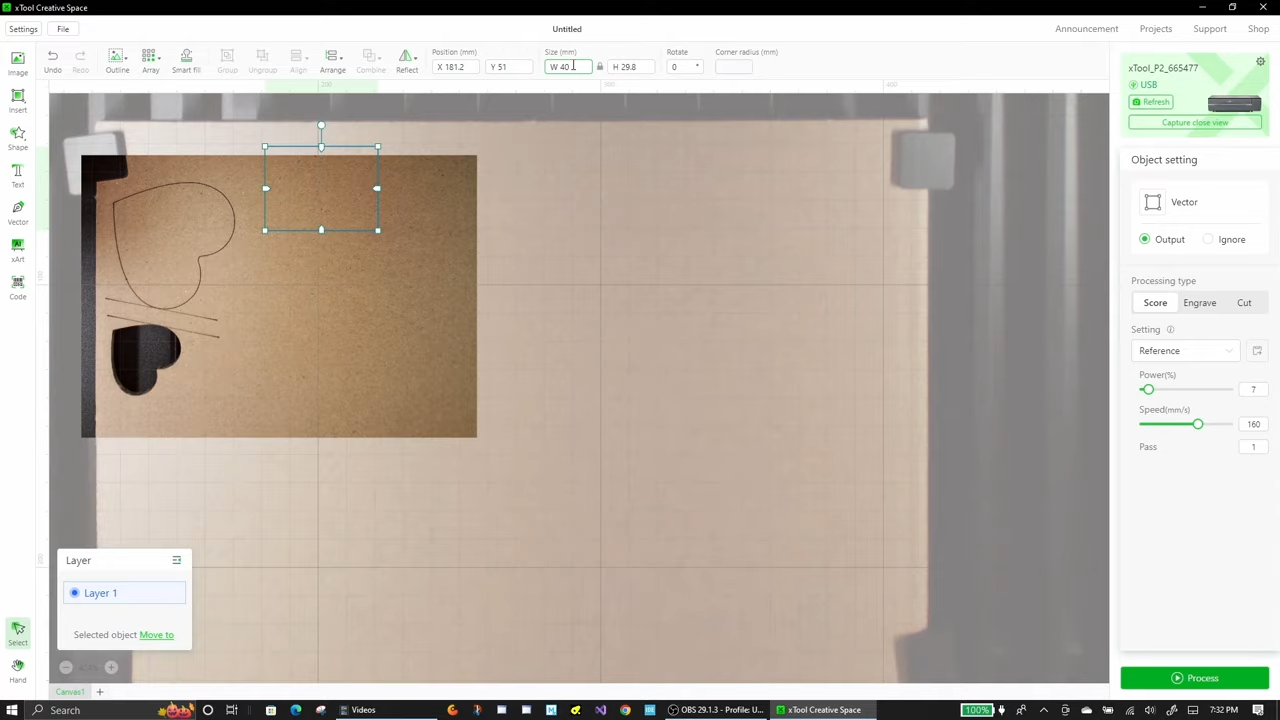 xTool Creative Space
Settings File Untitled Announcement Projects Support Shop
Undo Redo Outline Array Smart fill Group Ungroup Align Arrange Combine Reflect
Position (mm) Size (mm) Rotate Corner radius (mm)
X 181.2 Y 51 W 40 H 29.8 0 °
200 300 400
Image
Insert
Shape
Text
Vector
xArt
Code
Select
Hand
xTool_P2_665477
USB
Refresh
Capture close view
Object setting
Vector
Output Ignore
Processing type
Score Engrave Cut
Setting
Reference
Power(%)
7
Speed(mm/s)
160
Pass 1
Process
Layer
Layer 1
Selected object Move to
Canvas1
Search
Videos
OBS 29.1.3 - Profile: U...
xTool Creative Space
100%
7:32 PM